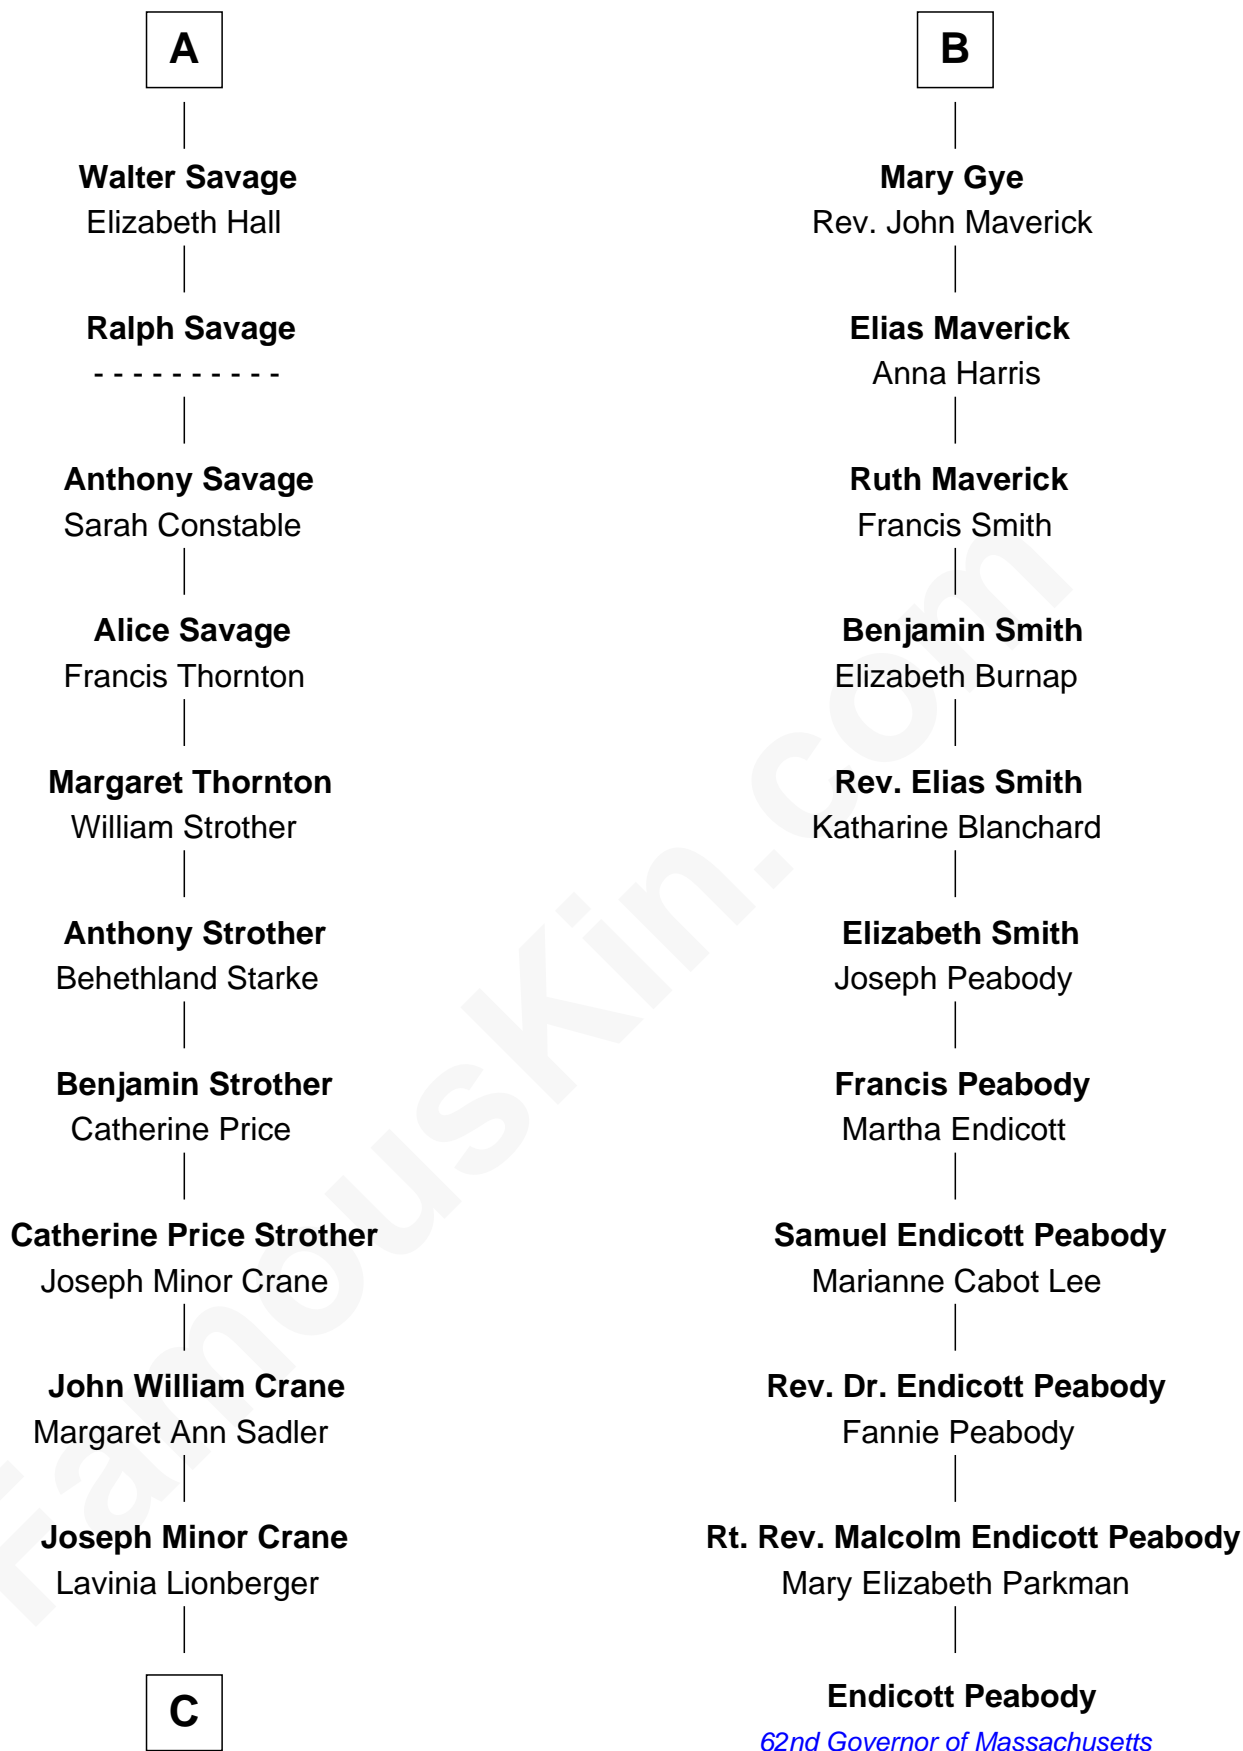 A
Walter Savage
Elizabeth Hall
Ralph Savage
- - - - - - - - - -
Anthony Savage
Sarah Constable
Alice Savage
Francis Thornton
Margaret Thornton
William Strother
Anthony Strother
Behethland Starke
Benjamin Strother
Catherine Price
Catherine Price Strother
Joseph Minor Crane
John William Crane
Margaret Ann Sadler
Joseph Minor Crane
Lavinia Lionberger
C
B
Mary Gye
Rev. John Maverick
Elias Maverick
Anna Harris
Ruth Maverick
Francis Smith
Benjamin Smith
Elizabeth Burnap
Rev. Elias Smith
Katharine Blanchard
Elizabeth Smith
Joseph Peabody
Francis Peabody
Martha Endicott
Samuel Endicott Peabody
Marianne Cabot Lee
Rev. Dr. Endicott Peabody
Fannie Peabody
Rt. Rev. Malcolm Endicott Peabody
Mary Elizabeth Parkman
Endicott Peabody
62nd Governor of Massachusetts
FamousKin.com